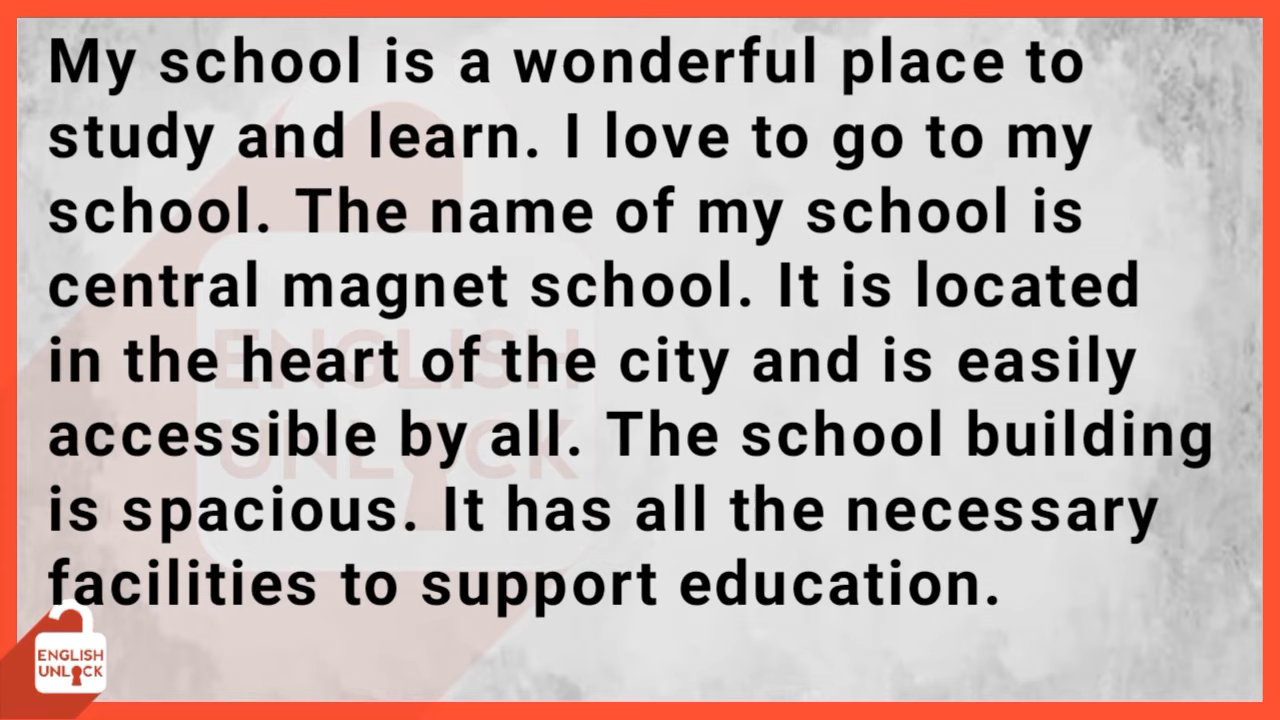 My school is a wonderful place to
study and learn. I love to go to my
school. The name of my school is
central magnet school. It is located
in the heart of the city and is easily
accessible by all. The school building
is spacious. It has all the necessary
facilities to support education.
ENGLISH
UNLOCK
ENGLISH
UNLOCK